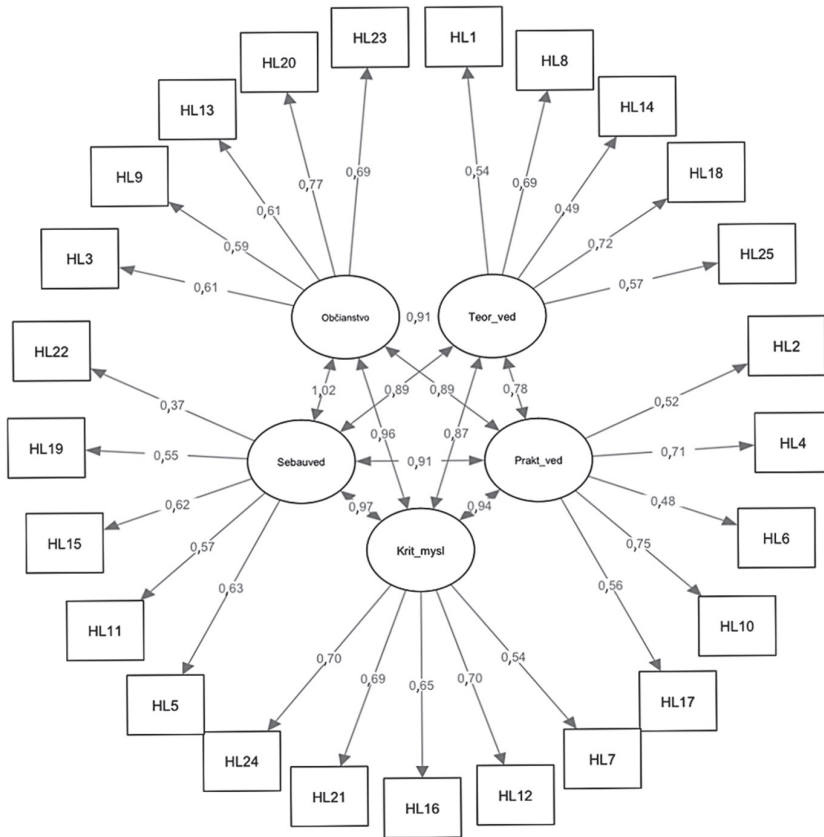 HL23
HL1
HL20
HL8
HL13
HL14
HL9
HL18
HL3
HL25
0,77
0,69
0,54
0,69
0,61
0,49
0,72
0,59
0,57
0,61
Občianstvo
0,91
Teor_ved
HL22
HL2
0,37
1,02
0,89
0,89
0,78
0,52
HL19
0,55
0,96
0,87
0,71
HL4
Sebauved
0,91
Prakt_ved
0,62
0,97
0,94
0,48
HL15
HL6
0,57
Krit_mysl
0,75
0,63
0,56
HL11
HL10
0,70
0,69
0,65
0,70
0,54
HL5
HL17
HL24
HL7
HL21
HL16
HL12